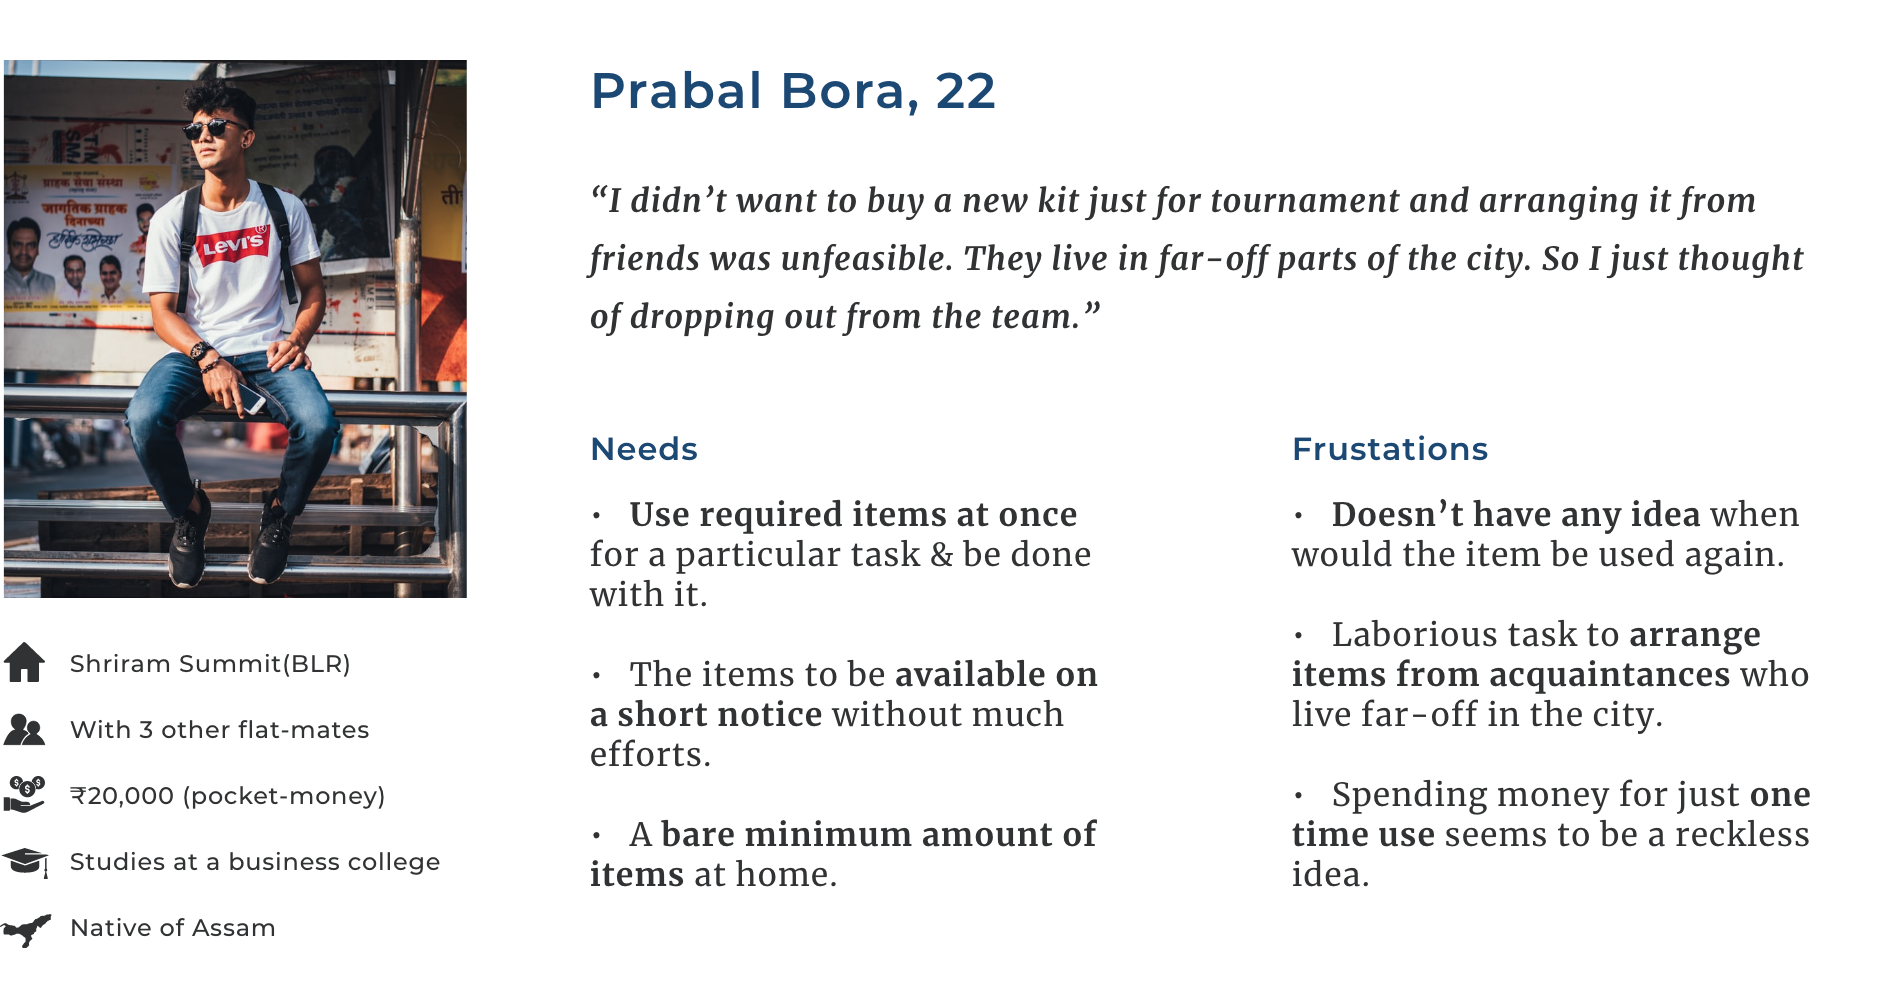 Prabal Bora, 22
“I didn’t want to buy a new kit just for tournament and arranging it from
friends was unfeasible. They live in far-off parts of the city. So I just thought
of dropping out from the team.”
ग्राहक सेवा संस्था
जागतिक ग्राहक
दिनाच्या
ती
LEVI'S®
Shriram Summit(BLR)
With 3 other flat-mates
₹20,000 (pocket-money)
Studies at a business college
Native of Assam
Needs
• Use required items at once
for a particular task & be done
with it.
• The items to be available on
a short notice without much
efforts.
• A bare minimum amount of
items at home.
Frustations
• Doesn’t have any idea when
would the item be used again.
• Laborious task to arrange
items from acquaintances who
live far-off in the city.
• Spending money for just one
time use seems to be a reckless
idea.